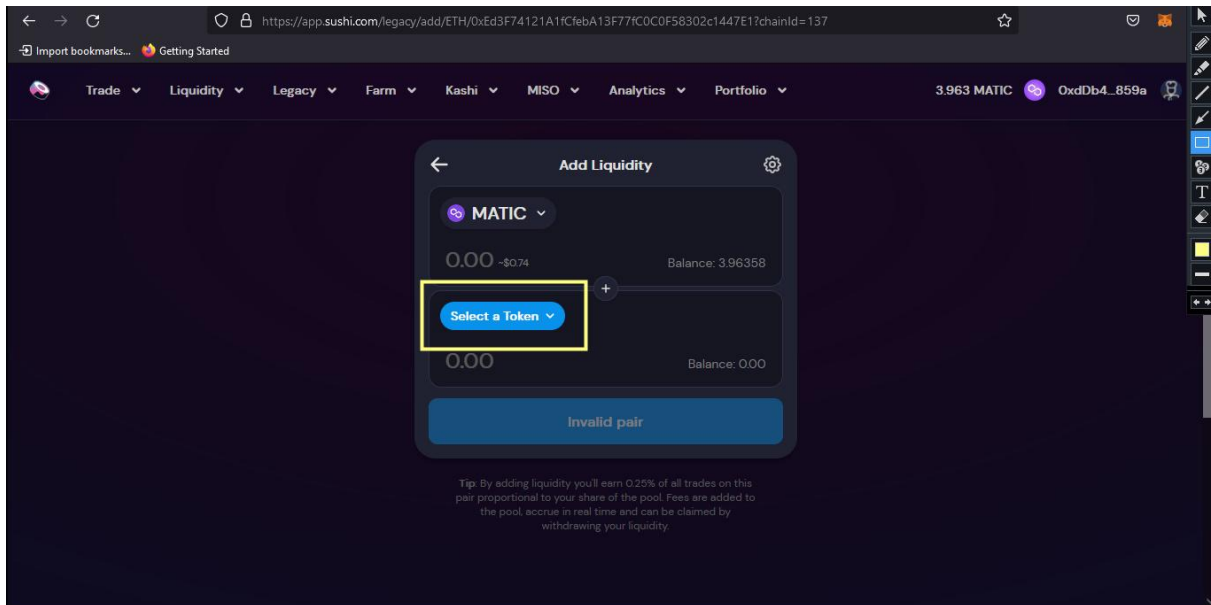 https://app.sushi.com/legacy/add/ETH/0xEd3F74121A1fCfebA13F77fC0C0F58302c1447E1?chainId=137
Import bookmarks... Getting Started
Trade Liquidity Legacy Farm Kashi MISO Analytics Portfolio 3.963 MATIC 0xdDb4...859a
Add Liquidity
MATIC
0.00 ~$0.74 Balance: 3.96358
+
Select a Token
0.00 Balance: 0.00
Invalid pair
Tip: By adding liquidity you'll earn 0.25% of all trades on this
pair proportional to your share of the pool. Fees are added to
the pool, accrue in real time and can be claimed by
withdrawing your liquidity.
T